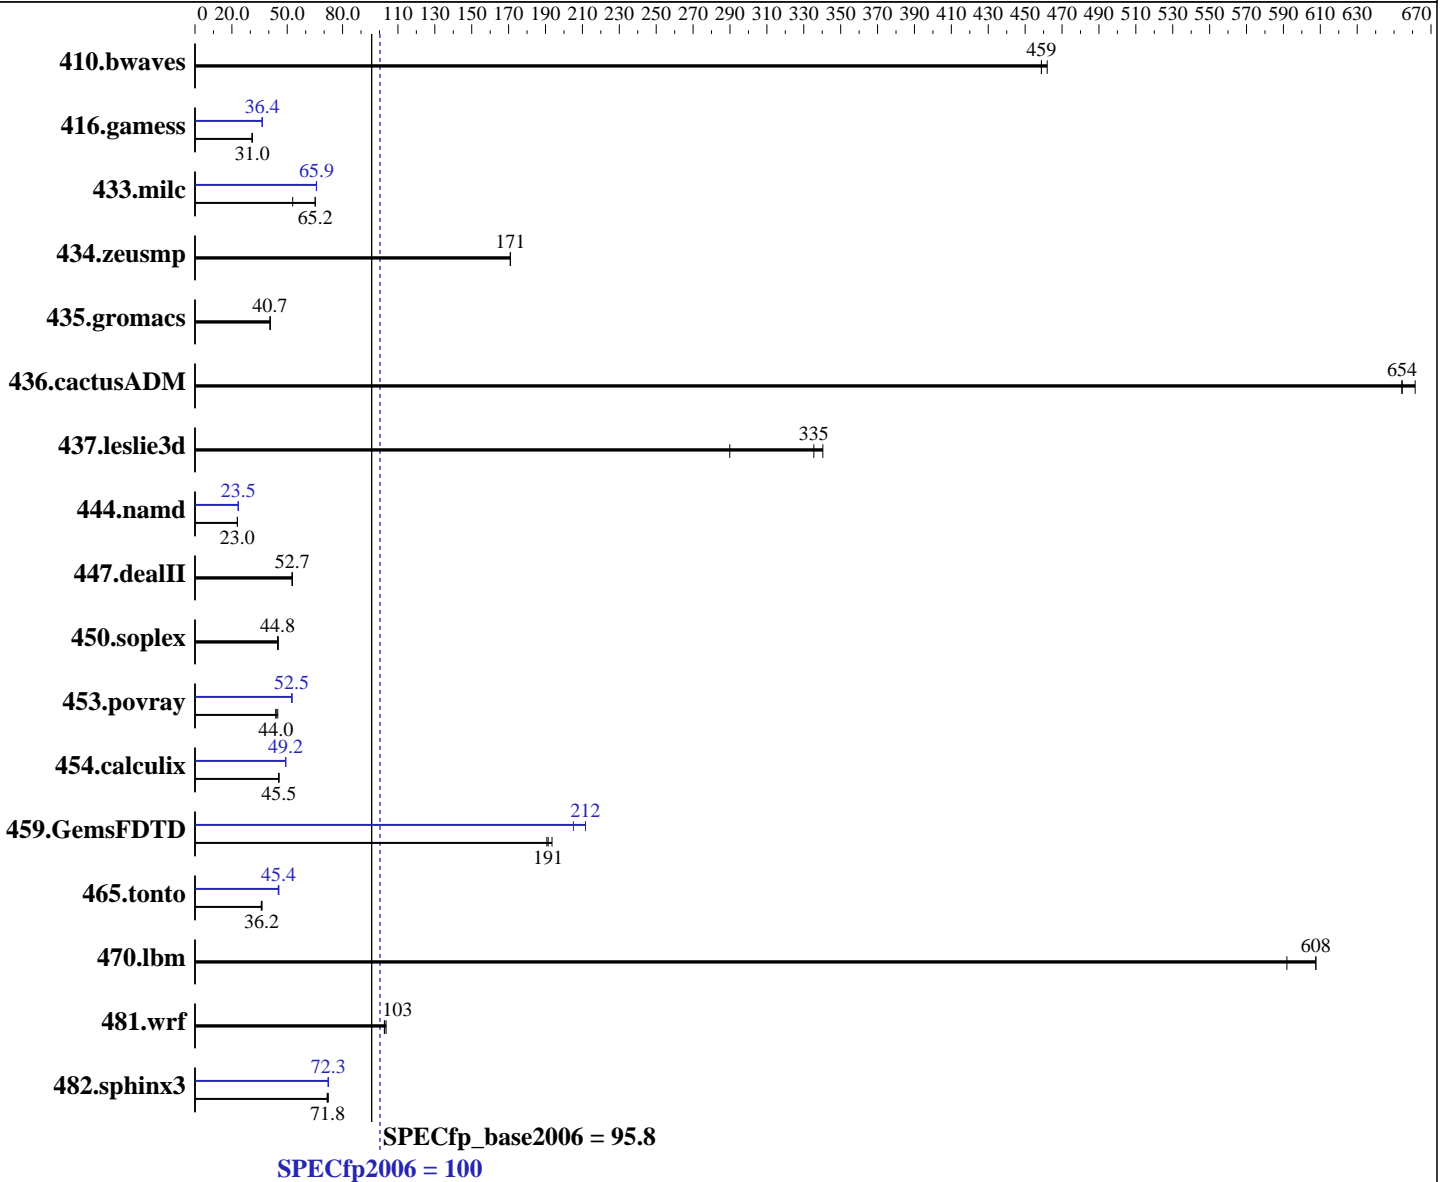 0 20.0 50.0 80.0 110 130 150 170 190 210 230 250 270 290 310 330 350 370 390 410 430 450 470 490 510 530 550 570 590 610 630 670
410.bwaves 459
416.gamess 36.4
31.0
433.milc 65.9
65.2
434.zeusmp 171
435.gromacs 40.7
436.cactusADM 654
437.leslie3d 335
444.namd 23.5
23.0
447.dealII 52.7
450.soplex 44.8
453.povray 52.5
44.0
454.calculix 49.2
45.5
459.GemsFDTD 212
191
465.tonto 45.4
36.2
470.lbm 608
481.wrf 103
482.sphinx3 72.3
71.8
SPECfp_base2006 = 95.8
SPECfp2006 = 100